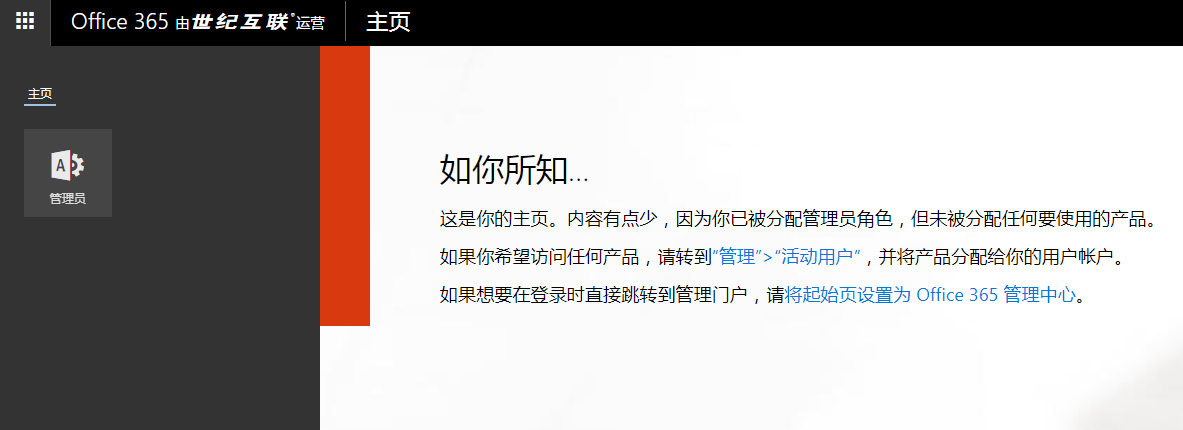 Office 365 由世纪互联®运营
主页
主页
A
管理员
如你所知...
这是你的主页。内容有点少，因为你已被分配管理员角色，但未被分配任何要使用的产品。
如果你希望访问任何产品，请转到“管理”>“活动用户”，并将产品分配给你的用户帐户。
如果想要在登录时直接跳转到管理门户，请将起始页设置为 Office 365 管理中心。